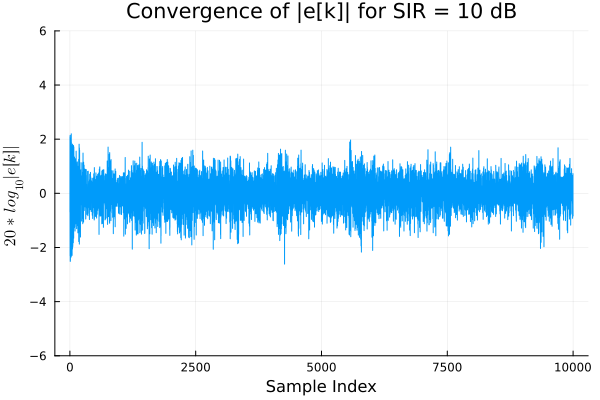 Convergence of |e[k]| for SIR = 10 dB
6
4
2
0
−2
−4
−6
20 * log₁₀|e[k]|
0 2500 5000 7500 10000
Sample Index